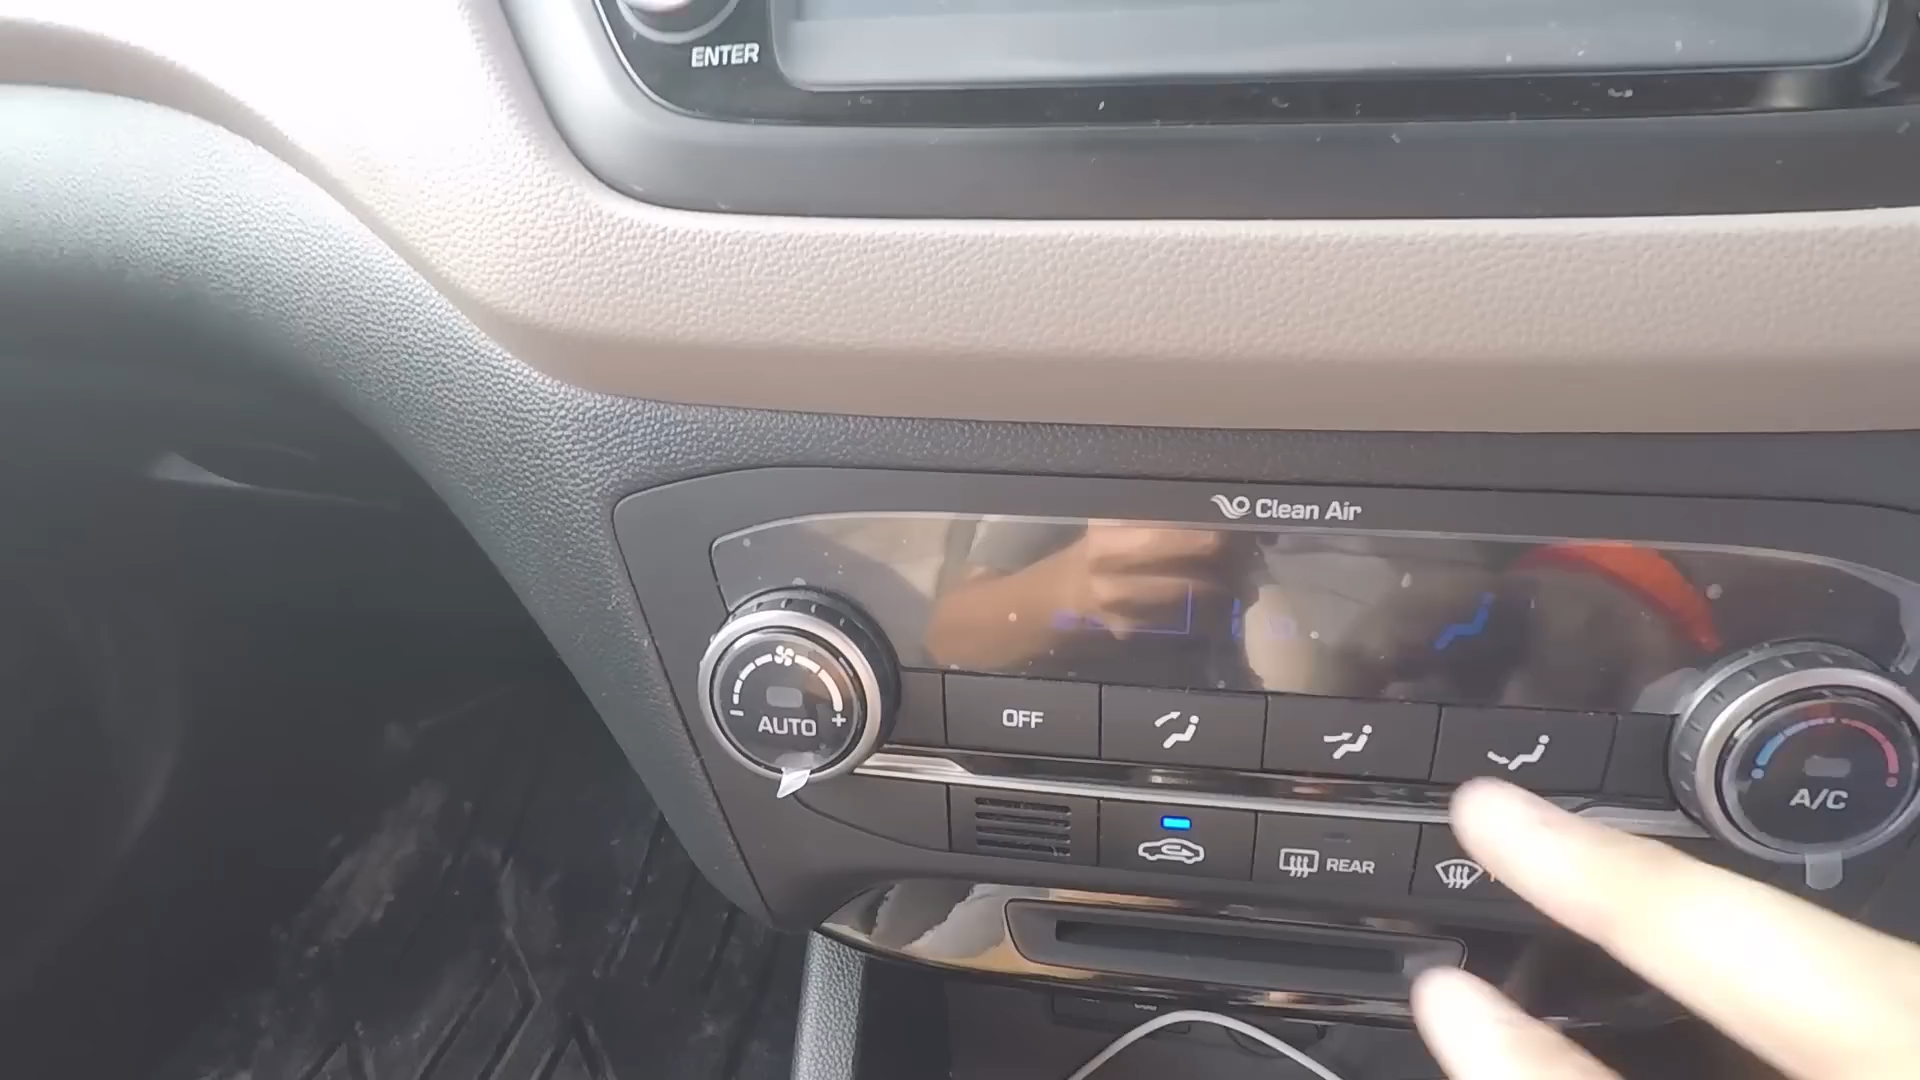 ENTER
Clean Air
AUTO
- +
OFF
A/C
REAR